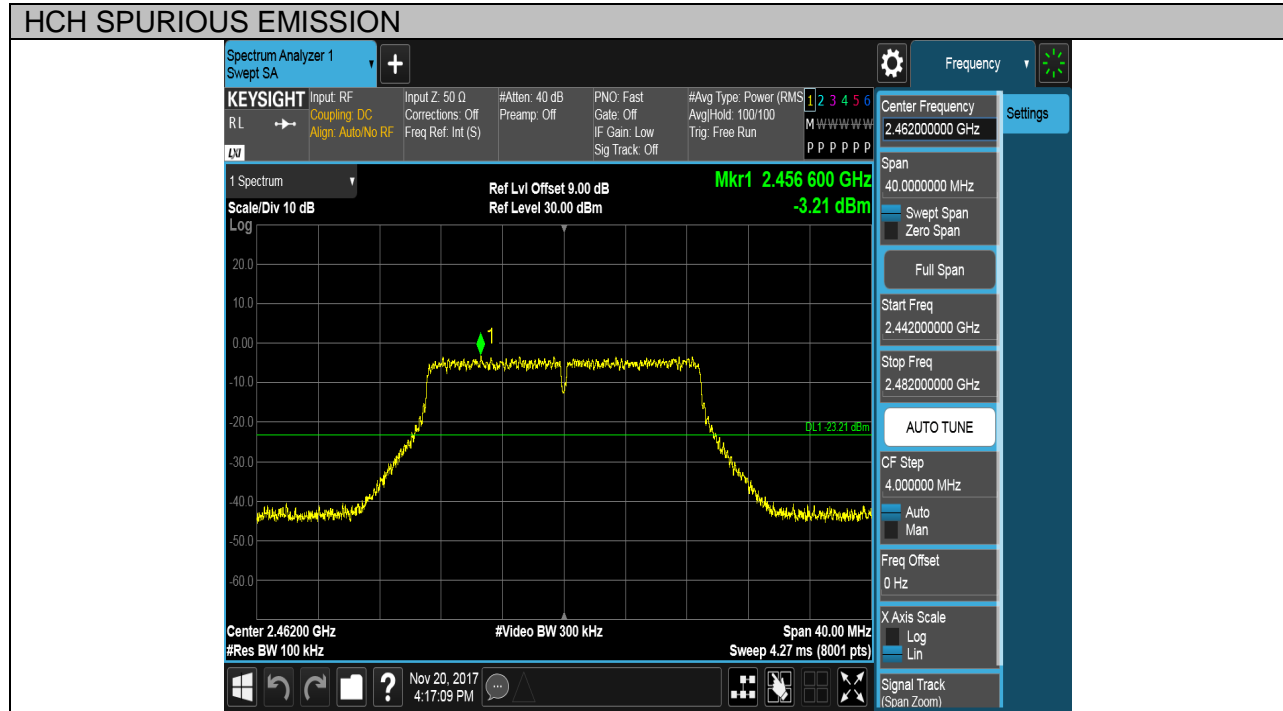 HCH SPURIOUS EMISSION
Spectrum Analyzer 1
Swept SA
+
Frequency
KEYSIGHT
RL
LXI
Input: RF
Coupling: DC
Align: Auto/No RF
Input Z: 50 Ω
Corrections: Off
Freq Ref: Int (S)
#Atten: 40 dB
Preamp: Off
PNO: Fast
Gate: Off
IF Gain: Low
Sig Track: Off
#Avg Type: Power (RMS
Avg|Hold: 100/100
Trig: Free Run
1 2 3 4 5 6
M W W W W W
P P P P P P
1 Spectrum
Scale/Div 10 dB
Log
Ref Lvl Offset 9.00 dB
Ref Level 30.00 dBm
Mkr1 2.456 600 GHz
-3.21 dBm
20.0
10.0
0.00
-10.0
-20.0
-30.0
-40.0
-50.0
-60.0
1
DL1 -23.21 dBm
Center 2.46200 GHz
#Res BW 100 kHz
#Video BW 300 kHz
Span 40.00 MHz
Sweep 4.27 ms (8001 pts)
Nov 20, 2017
4:17:09 PM
?
Center Frequency
2.462000000 GHz
Span
40.0000000 MHz
Swept Span
Zero Span
Full Span
Start Freq
2.442000000 GHz
Stop Freq
2.482000000 GHz
AUTO TUNE
CF Step
4.000000 MHz
Auto
Man
Freq Offset
0 Hz
X Axis Scale
Log
Lin
Signal Track
(Span Zoom)
Settings